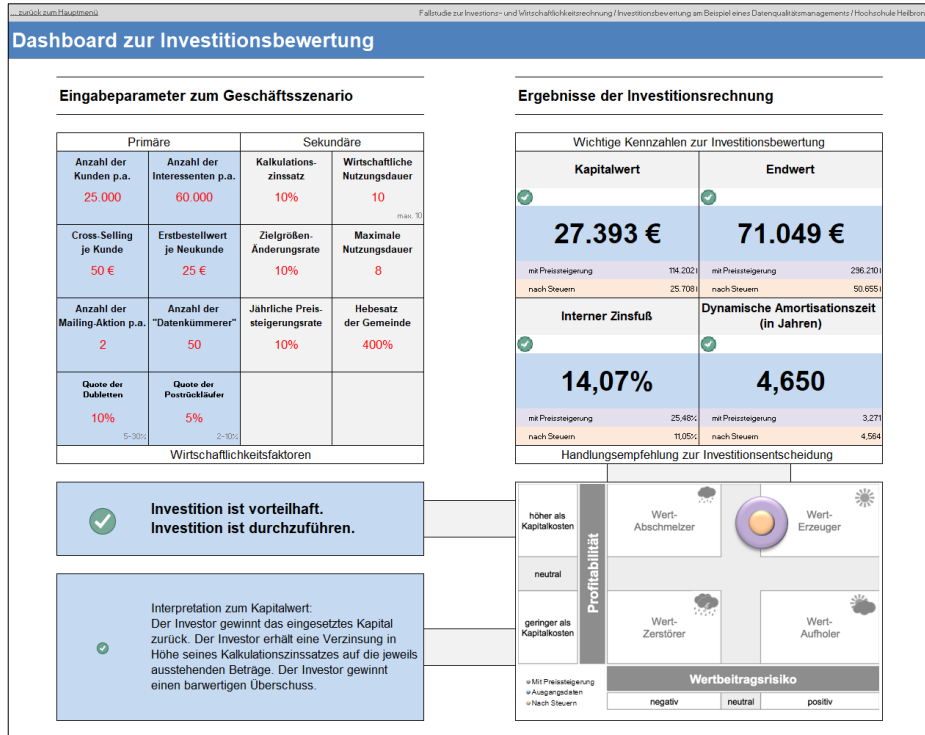 ... zurück zum Hauptmenü
Fallstudie zur Investions- und Wirtschaftlichkeitsrechnung / Investitionsbewertung am Beispiel eines Datenqualitätsmanagements / Hochschule Heilbron
Dashboard zur Investitionsbewertung
Eingabeparameter zum Geschäftsszenario
Primäre
Sekundäre
Anzahl der
Kunden p.a.
25.000
Anzahl der
Interessenten p.a.
60.000
Kalkulations-
zinssatz
10%
Wirtschaftliche
Nutzungsdauer
10
max. 10
Cross-Selling
je Kunde
50 €
Erstbestellwert
je Neukunde
25 €
Zielgrößen-
Änderungsrate
10%
Maximale
Nutzungsdauer
8
Anzahl der
Mailing-Aktion p.a.
2
Anzahl der
"Datenkümmerer"
50
Jährliche Preis-
steigerungsrate
10%
Hebesatz
der Gemeinde
400%
Quote der
Dubletten
10%
5-30%
Quote der
Postrückläufer
5%
2-10%
Wirtschaftlichkeitsfaktoren
Ergebnisse der Investitionsrechnung
Wichtige Kennzahlen zur Investitionsbewertung
Kapitalwert
27.393 €
mit Preissteigerung 114.202
nach Steuern 25.708
Endwert
71.049 €
mit Preissteigerung 296.210
nach Steuern 50.655
Interner Zinsfuß
14,07%
mit Preissteigerung 25,48%
nach Steuern 11,05%
Dynamische Amortisationszeit
(in Jahren)
4,650
mit Preissteigerung 3,271
nach Steuern 4,564
Handlungsempfehlung zur Investitionsentscheidung
Investition ist vorteilhaft.
Investition ist durchzuführen.
Interpretation zum Kapitalwert:
Der Investor gewinnt das eingesetztes Kapital
zurück. Der Investor erhält eine Verzinsung in
Höhe seines Kalkulationszinssatzes auf die jeweils
ausstehenden Beträge. Der Investor gewinnt
einen barwertigen Überschuss.
höher als
Kapitalkosten
neutral
geringer als
Kapitalkosten
Profitabilität
Wert-
Abschmelzer
Wert-
Erzeuger
Wert-
Zerstörer
Wert-
Aufholer
Mit Preissteigerung
Ausgangsdaten
Nach Steuern
Wertbeitragsrisiko
negativ
neutral
positiv